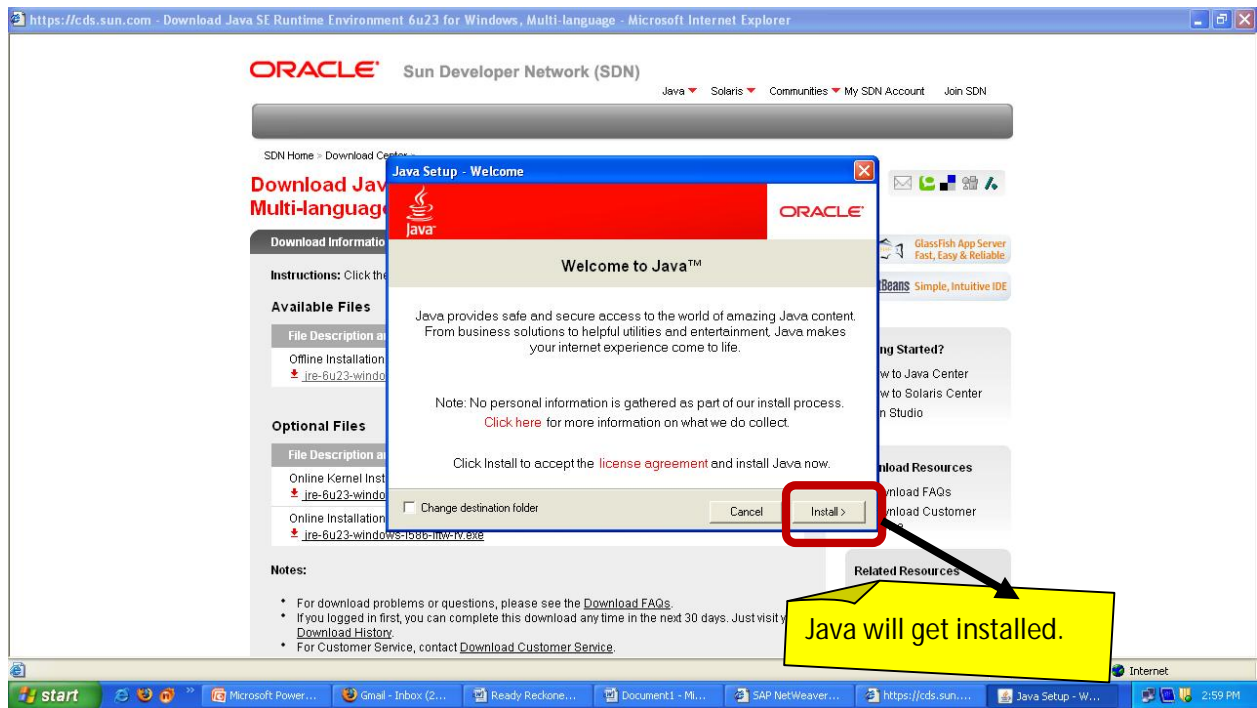 https://cds.sun.com - Download Java SE Runtime Environment 6u23 for Windows, Multi-language - Microsoft Internet Explorer
ORACLE Sun Developer Network (SDN)
Java Solaris Communities My SDN Account Join SDN
SDN Home > Download Center >
Download Jav
Multi-languag
Download Informatio
Instructions: Click the
Available Files
File Description a
Offline Installation
jre-6u23-windo
Optional Files
File Description a
Online Kernel Inst
jre-6u23-windo
Online Installation
jre-6u23-windows-i586-iftw-rv.exe
Notes:
• For download problems or questions, please see the Download FAQs.
• If you logged in first, you can complete this download any time in the next 30 days. Just visit y
Download History.
• For Customer Service, contact Download Customer Service.
Java Setup - Welcome
Java ORACLE
Welcome to Java™
Java provides safe and secure access to the world of amazing Java content.
From business solutions to helpful utilities and entertainment, Java makes
your internet experience come to life.
Note: No personal information is gathered as part of our install process.
Click here for more information on what we do collect.
Click Install to accept the license agreement and install Java now.
Change destination folder
Cancel
Install >
GlassFish App Server
Fast, Easy & Reliable
tBeans Simple, Intuitive IDE
ng Started?
w to Java Center
w to Solaris Center
n Studio
nload Resources
wnload FAQs
wnload Customer
Related Resources
Java will get installed.
Internet
start
Microsoft Power...
Gmail - Inbox (2...
Ready Reckone...
Document1 - Mi...
SAP NetWeaver...
https://cds.sun....
Java Setup - W...
2:59 PM